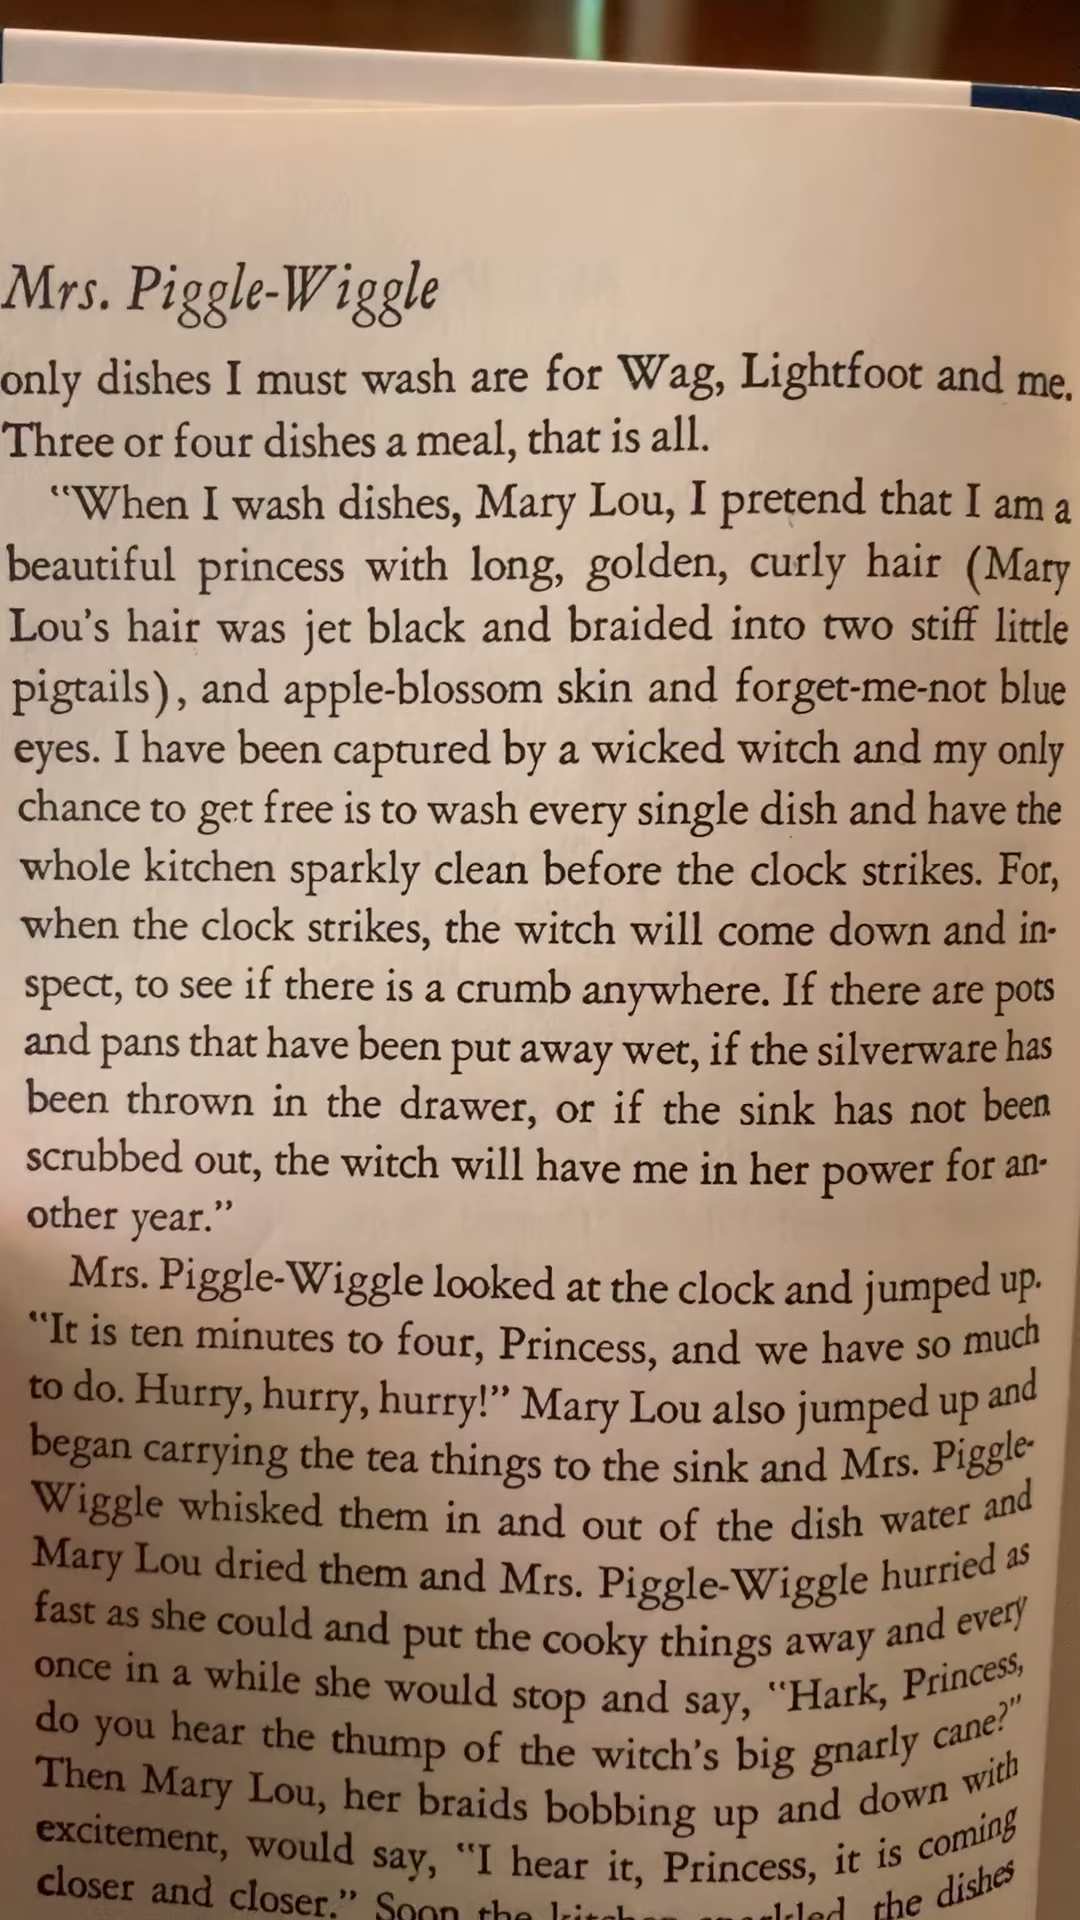 Mrs. Piggle-Wiggle
only dishes I must wash are for Wag, Lightfoot and me.
Three or four dishes a meal, that is all.
"When I wash dishes, Mary Lou, I pretend that I am a
beautiful princess with long, golden, curly hair (Mary
Lou's hair was jet black and braided into two stiff little
pigtails), and apple-blossom skin and forget-me-not blue
eyes. I have been captured by a wicked witch and my only
chance to get free is to wash every single dish and have the
whole kitchen sparkly clean before the clock strikes. For,
when the clock strikes, the witch will come down and in-
spect, to see if there is a crumb anywhere. If there are pots
and pans that have been put away wet, if the silverware has
been thrown in the drawer, or if the sink has not been
scrubbed out, the witch will have me in her power for an-
other year."
Mrs. Piggle-Wiggle looked at the clock and jumped up.
"It is ten minutes to four, Princess, and we have so much
to do. Hurry, hurry, hurry!" Mary Lou also jumped up and
began carrying the tea things to the sink and Mrs. Piggle-
Wiggle whisked them in and out of the dish water and
Mary Lou dried them and Mrs. Piggle-Wiggle hurried as
fast as she could and put the cooky things away and every
once in a while she would stop and say, "Hark, Princess,
do you hear the thump of the witch's big gnarly cane?"
Then Mary Lou, her braids bobbing up and down with
excitement, would say, "I hear it, Princess, it is coming
closer and closer." Soon the the dishes